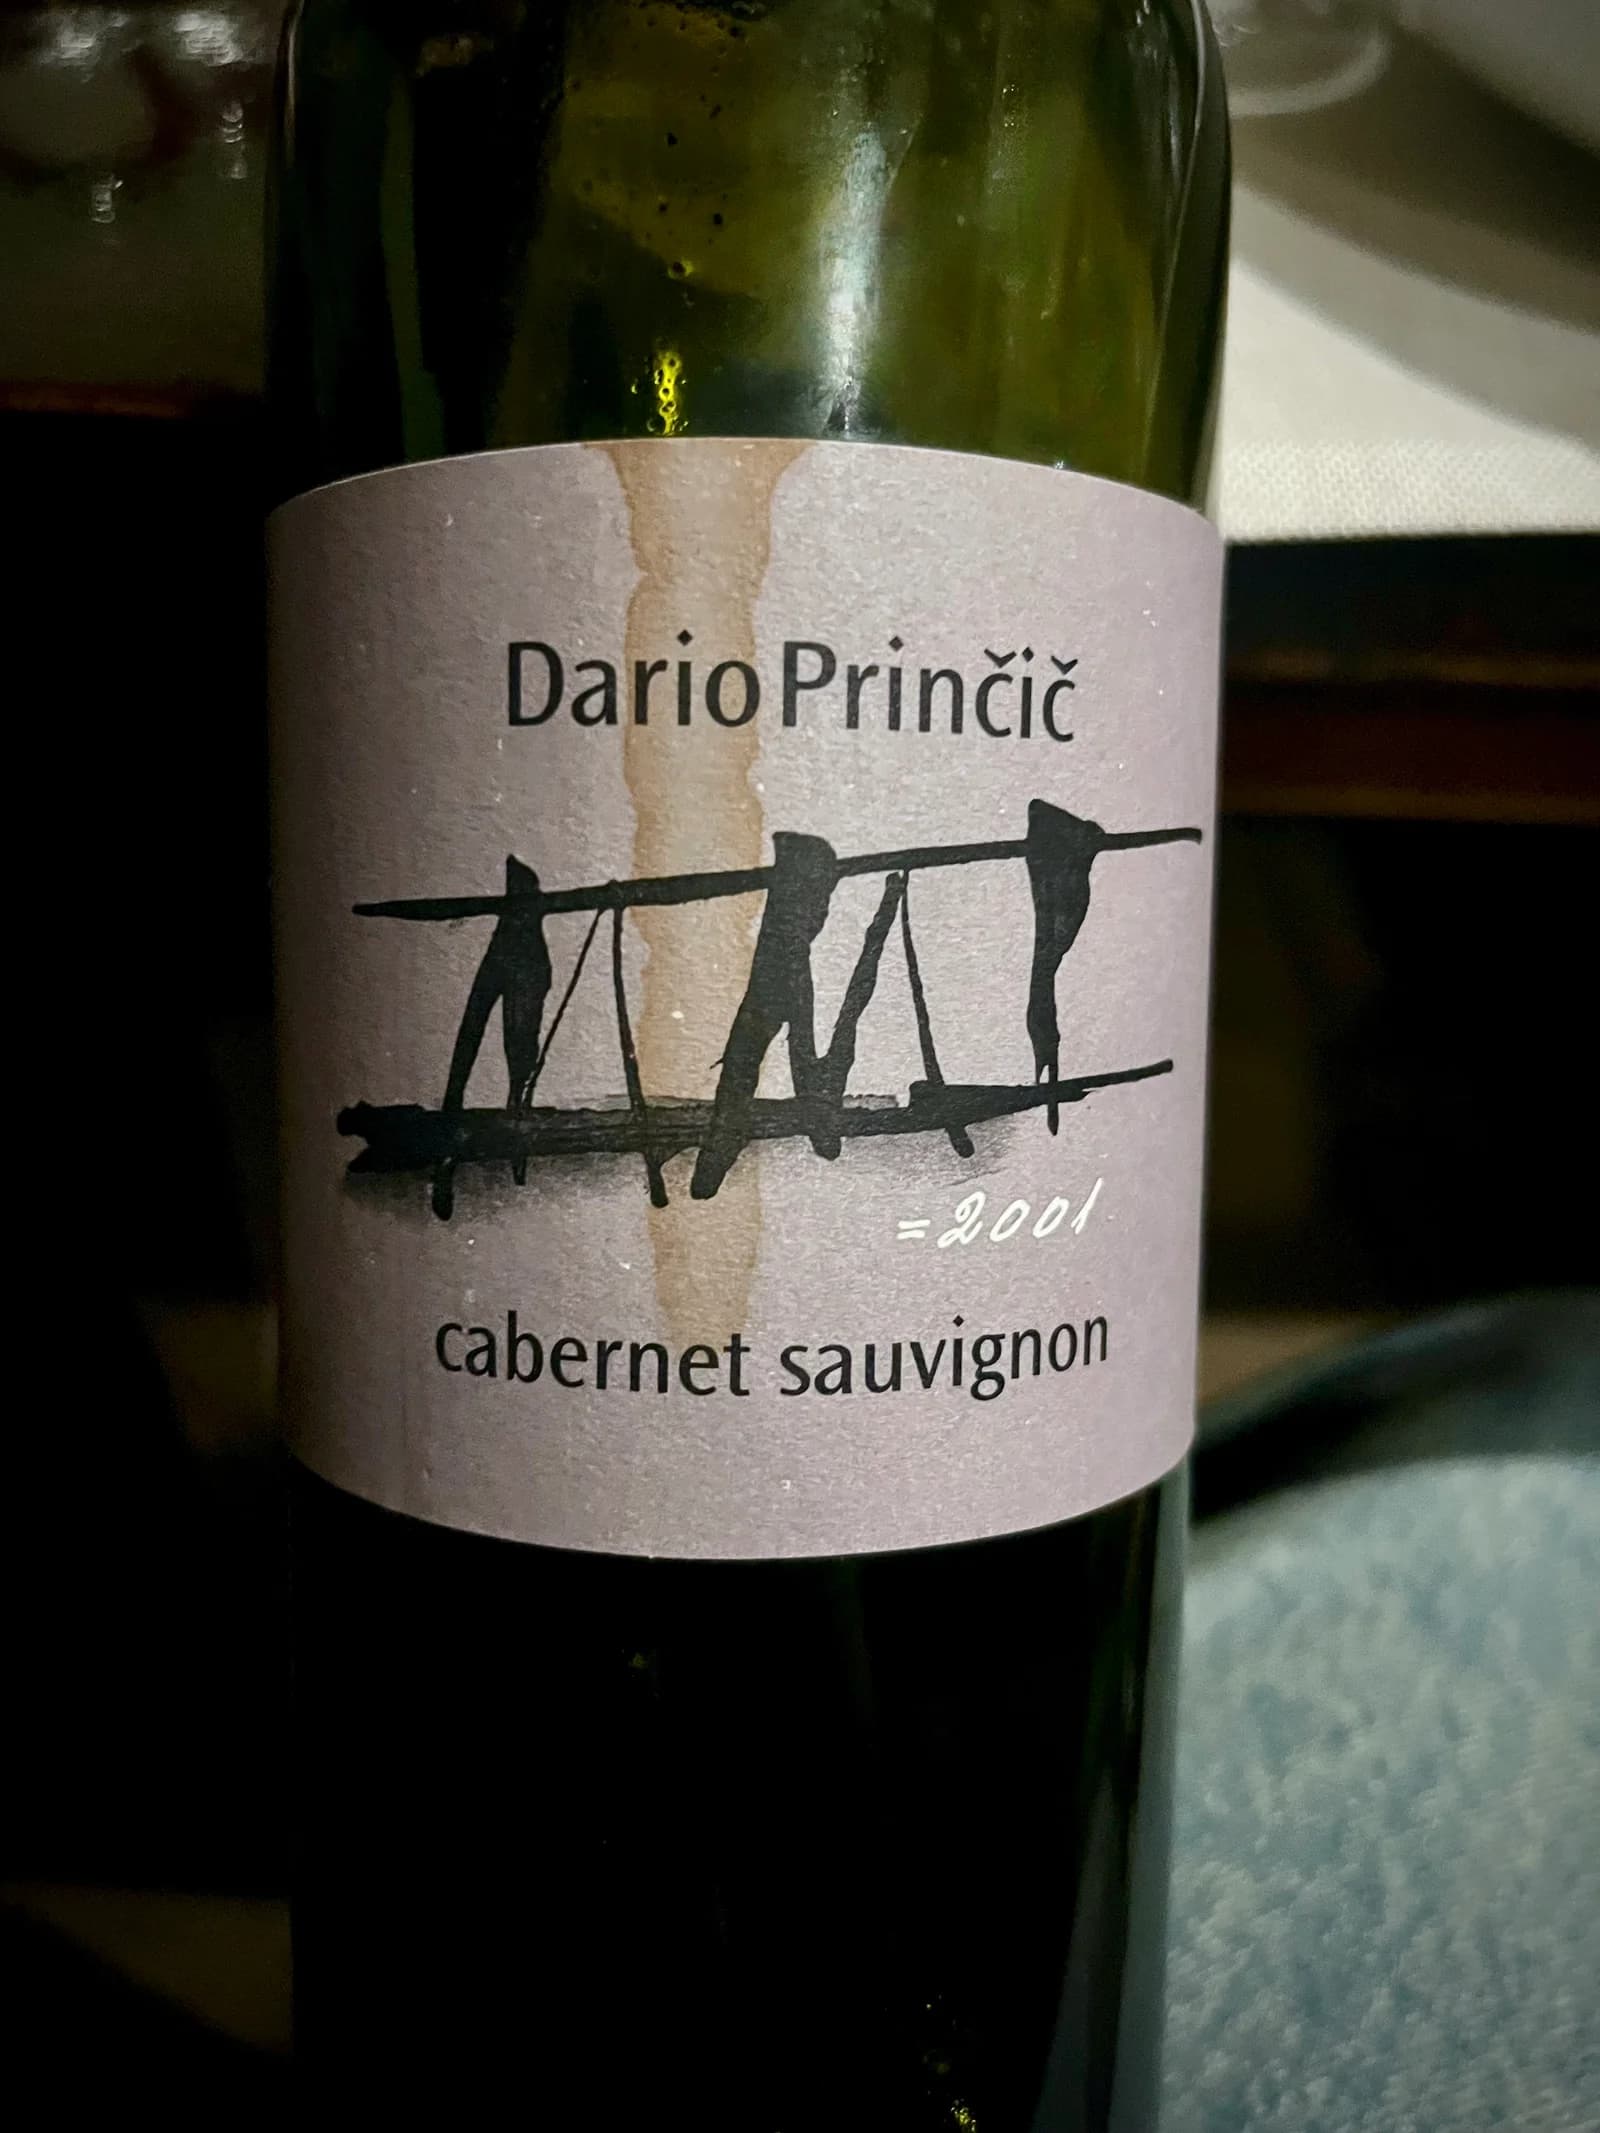 Dario Prinčič
=2001
cabernet sauvignon